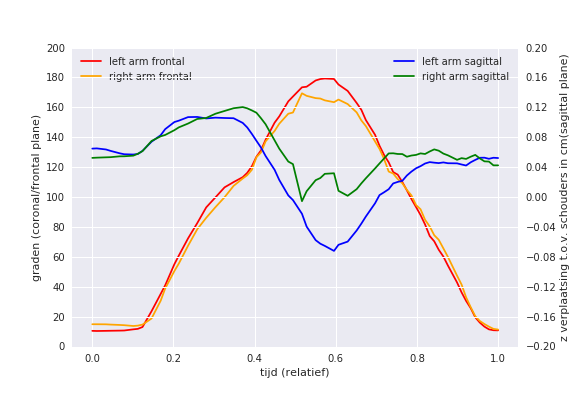 left arm frontal
right arm frontal
left arm sagittal
right arm sagittal
graden (coronal/frontal plane)
200
180
160
140
120
100
80
60
40
20
0
0.20
0.16
0.12
0.08
0.04
0.00
−0.04
−0.08
−0.12
−0.16
−0.20
z verplaatsing t.o.v. schouders in cm(sagittal plane)
0.0 0.2 0.4 0.6 0.8 1.0
tijd (relatief)